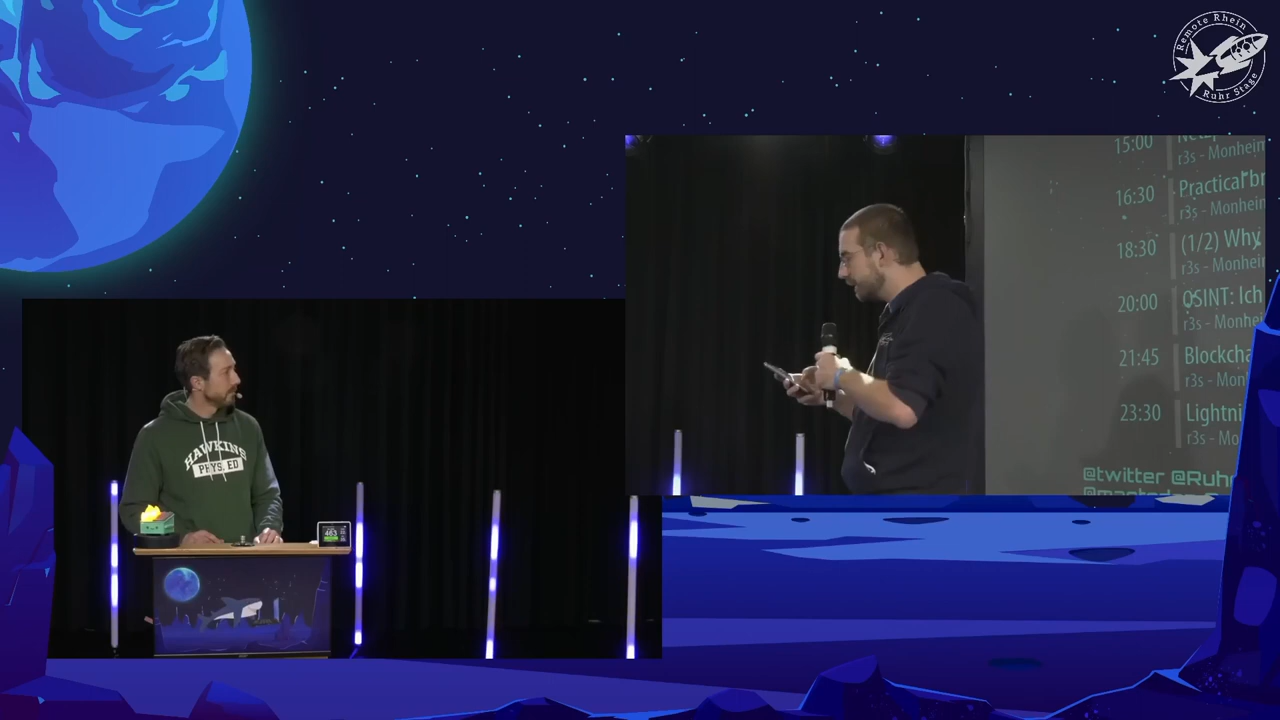 Remote Rhein
Ruhr Stage
15:00
r3s - Monheim
16:30
Practical
r3s - Monheim
18:30
(1/2) Why
r3s - Monheim
20:00
OSINT: Ich
r3s - Monhe
21:45
Blockcha
r3s - Mon
23:30
Lightni
r3s - Mo
@twitter @Ruhr
HAWKINS
PHYS. ED
463